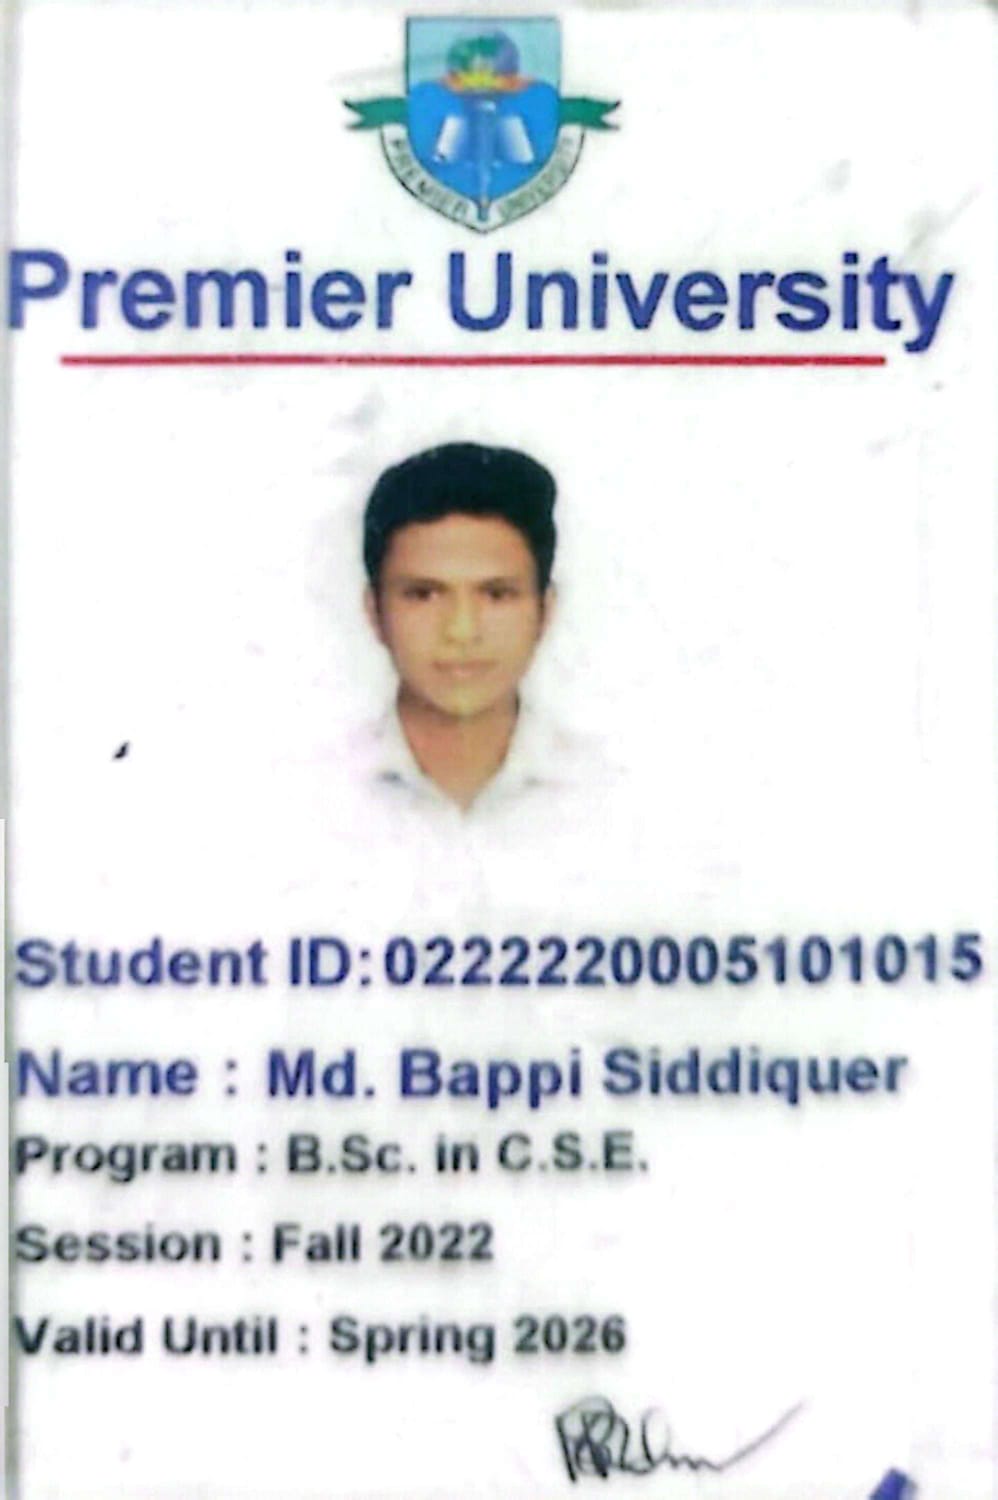 PREMIER UNIVERSITY
Premier University
Student ID:0222220005101015
Name : Md. Bappi Siddiquer
Program : B.Sc. in C.S.E.
Session : Fall 2022
Valid Until : Spring 2026